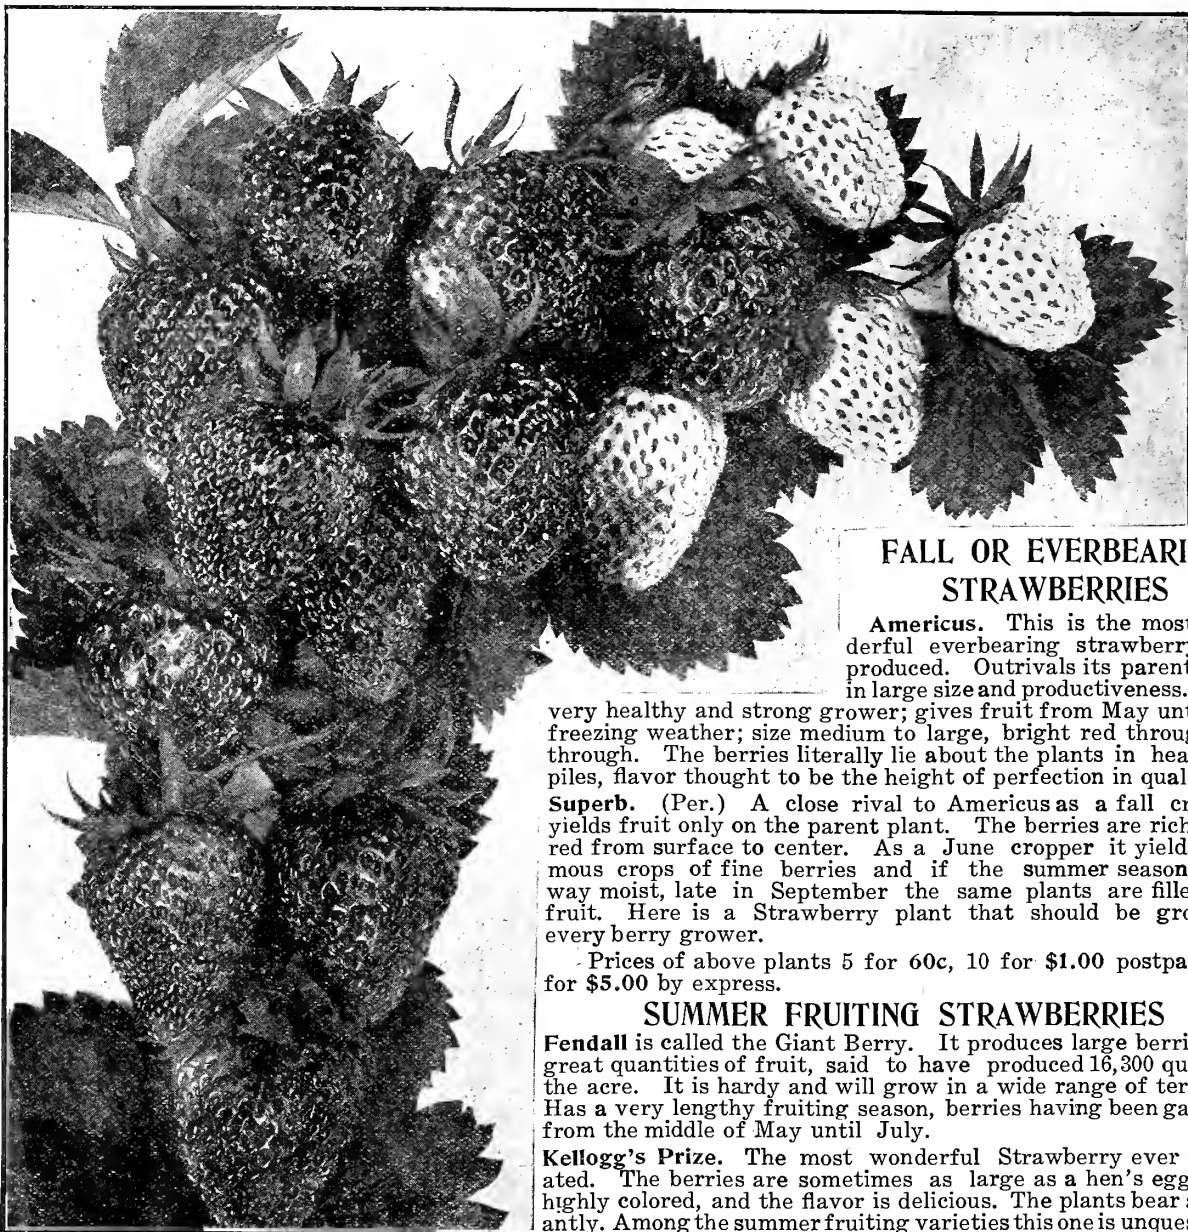 FALL OR EVERBEARI
STRAWBERRIES
Americus. This is the most
derful everbearing strawberry
produced. Outrivals its parent
in large size and productiveness.
very healthy and strong grower; gives fruit from May unt
freezing weather; size medium to large, bright red throug
through. The berries literally lie about the plants in hea
piles, flavor thought to be the height of perfection in qual
Superb. (Per.) A close rival to Americus as a fall cr
yields fruit only on the parent plant. The berries are rich
red from surface to center. As a June cropper it yield
mous crops of fine berries and if the summer season
way moist, late in September the same plants are fille
fruit. Here is a Strawberry plant that should be gro
every berry grower.
Prices of above plants 5 for 60c, 10 for $1.00 postpa
for $5.00 by express.
SUMMER FRUITING STRAWBERRIES
Fendall is called the Giant Berry. It produces large berri
great quantities of fruit, said to have produced 16,300 qu
the acre. It is hardy and will grow in a wide range of ter
Has a very lengthy fruiting season, berries having been ga
from the middle of May until July.
Kellogg's Prize. The most wonderful Strawberry ever
ated. The berries are sometimes as large as a hen's egg
highly colored, and the flavor is delicious. The plants bear
antly. Among the summer fruiting varieties this one is unque